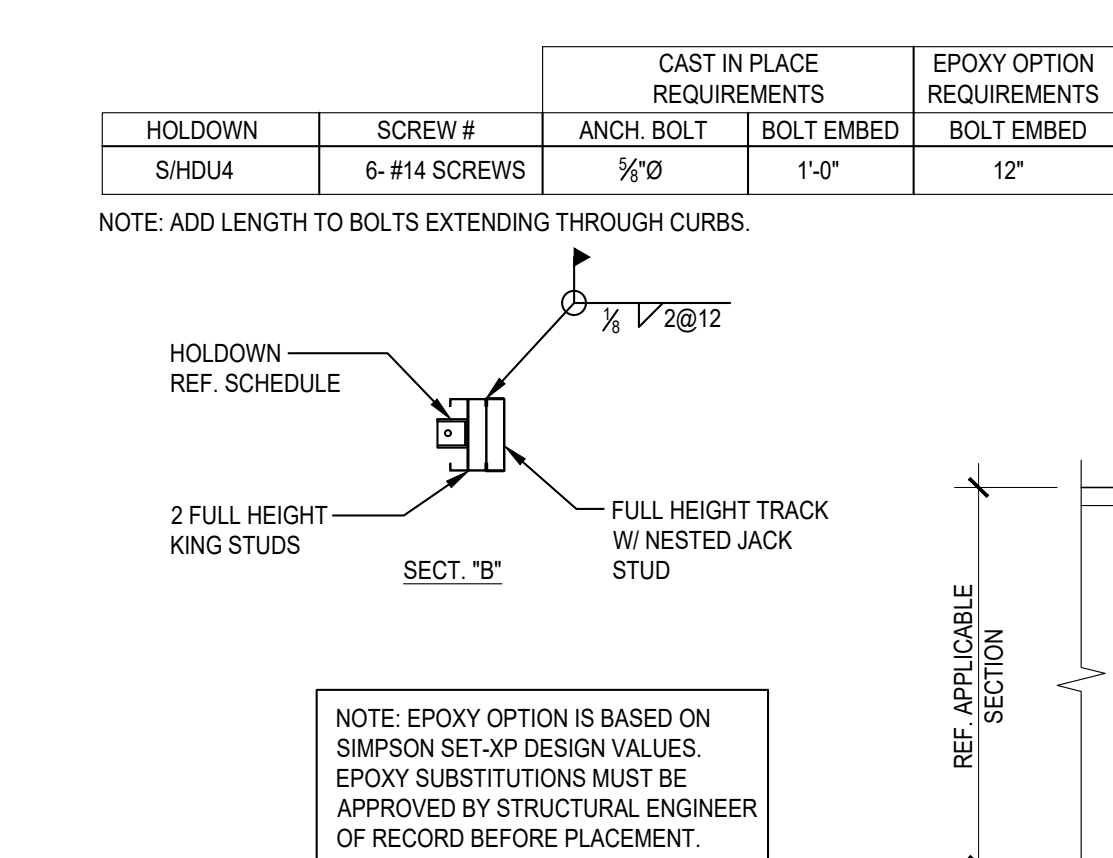 CAST IN PLACE
REQUIREMENTS
EPOXY OPTION
REQUIREMENTS
HOLDOWN SCREW # ANCH. BOLT BOLT EMBED BOLT EMBED
S/HDU4 6- #14 SCREWS ⅝"Ø 1'-0" 12"
NOTE: ADD LENGTH TO BOLTS EXTENDING THROUGH CURBS.
⅛ 2@12
HOLDOWN
REF. SCHEDULE
2 FULL HEIGHT
KING STUDS
FULL HEIGHT TRACK
W/ NESTED JACK
STUD
SECT. "B"
REF. APPLICABLE
SECTION
NOTE: EPOXY OPTION IS BASED ON
SIMPSON SET-XP DESIGN VALUES.
EPOXY SUBSTITUTIONS MUST BE
APPROVED BY STRUCTURAL ENGINEER
OF RECORD BEFORE PLACEMENT.